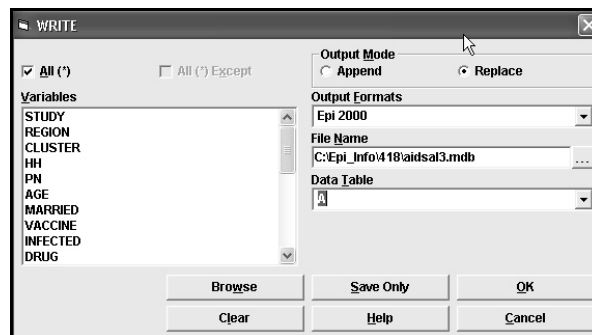 WRITE
All (*)
All (*) Except
Variables
STUDY
REGION
CLUSTER
HH
PN
AGE
MARRIED
VACCINE
INFECTED
DRUG
Output Mode
Append
Replace
Output Formats
Epi 2000
File Name
C:\Epi_Info\418\aidsal3.mdb
...
Data Table
A
Browse
Save Only
OK
Clear
Help
Cancel